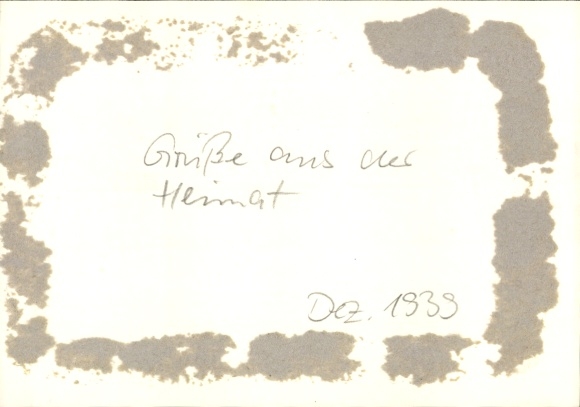 Grüße aus der
Heimat
Dez. 1939